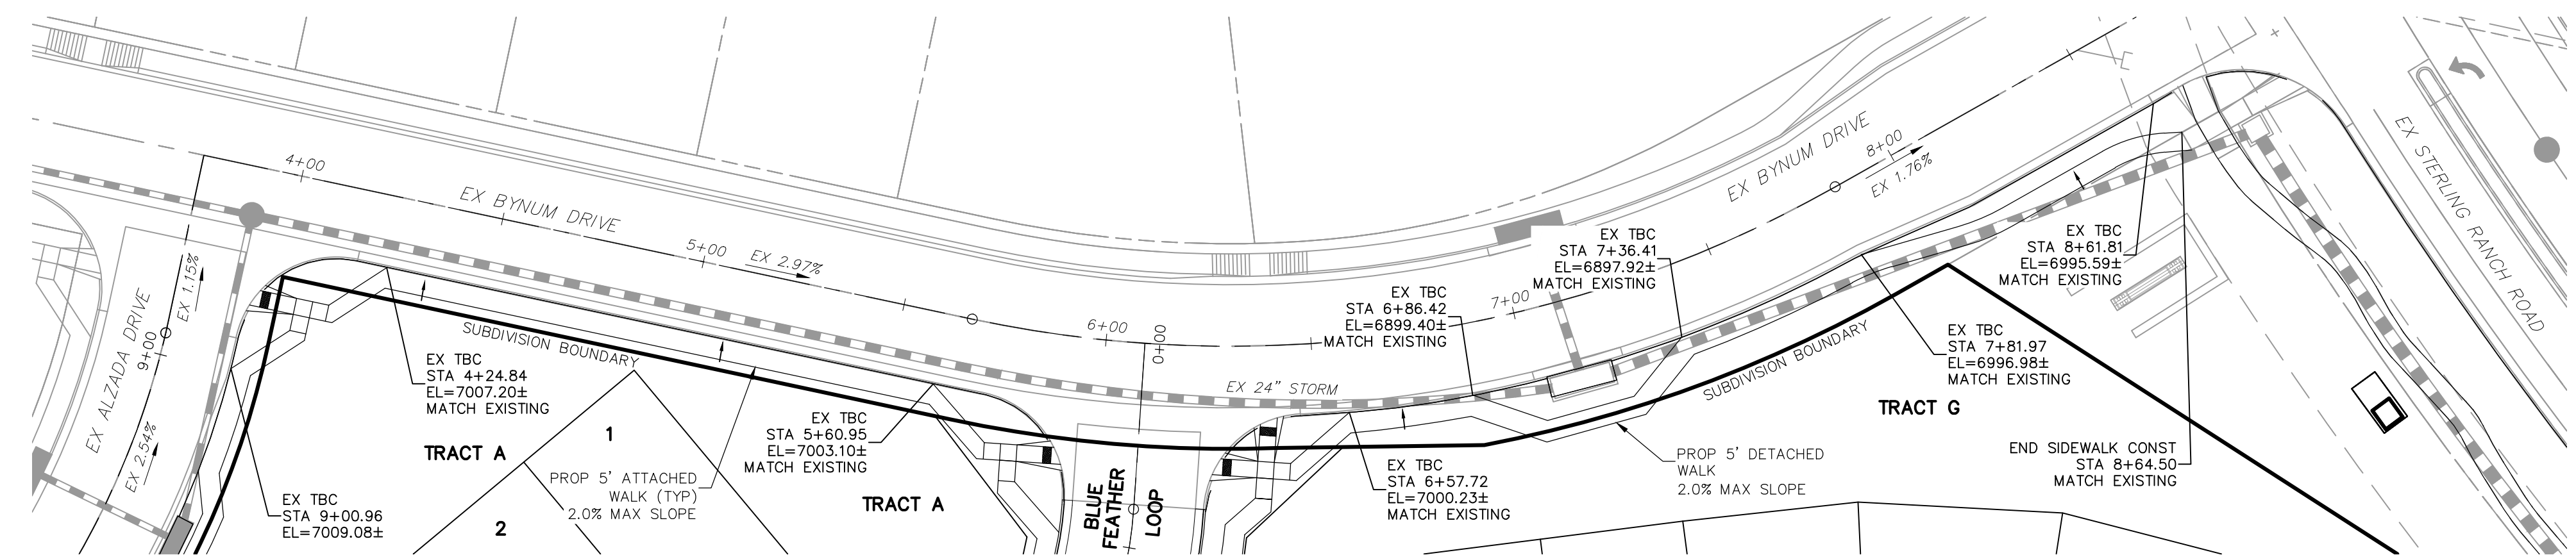 4+00
EX BYNUM DRIVE
5+00
EX 2.97%
6+00
0+00
7+00
EX BYNUM DRIVE
8+00
EX 1.76%
EX STERLING RANCH ROAD
EX ALZADA DRIVE
9+00
EX 1.15%
EX 2.54%
SUBDIVISION BOUNDARY
EX TBC
STA 9+00.96
EL=7009.08±
EX TBC
STA 4+24.84
EL=7007.20±
MATCH EXISTING
TRACT A
1
2
PROP 5' ATTACHED
WALK (TYP)
2.0% MAX SLOPE
EX TBC
STA 5+60.95
EL=7003.10±
MATCH EXISTING
TRACT A
BLUE
FEATHER
LOOP
EX 24" STORM
EX TBC
STA 6+86.42
EL=6899.40±
MATCH EXISTING
EX TBC
STA 7+36.41
EL=6897.92±
MATCH EXISTING
EX TBC
STA 6+57.72
EL=7000.23±
MATCH EXISTING
PROP 5' DETACHED
WALK
2.0% MAX SLOPE
SUBDIVISION BOUNDARY
TRACT G
EX TBC
STA 7+81.97
EL=6996.98±
MATCH EXISTING
EX TBC
STA 8+61.81
EL=6995.59±
MATCH EXISTING
END SIDEWALK CONST
STA 8+64.50
MATCH EXISTING